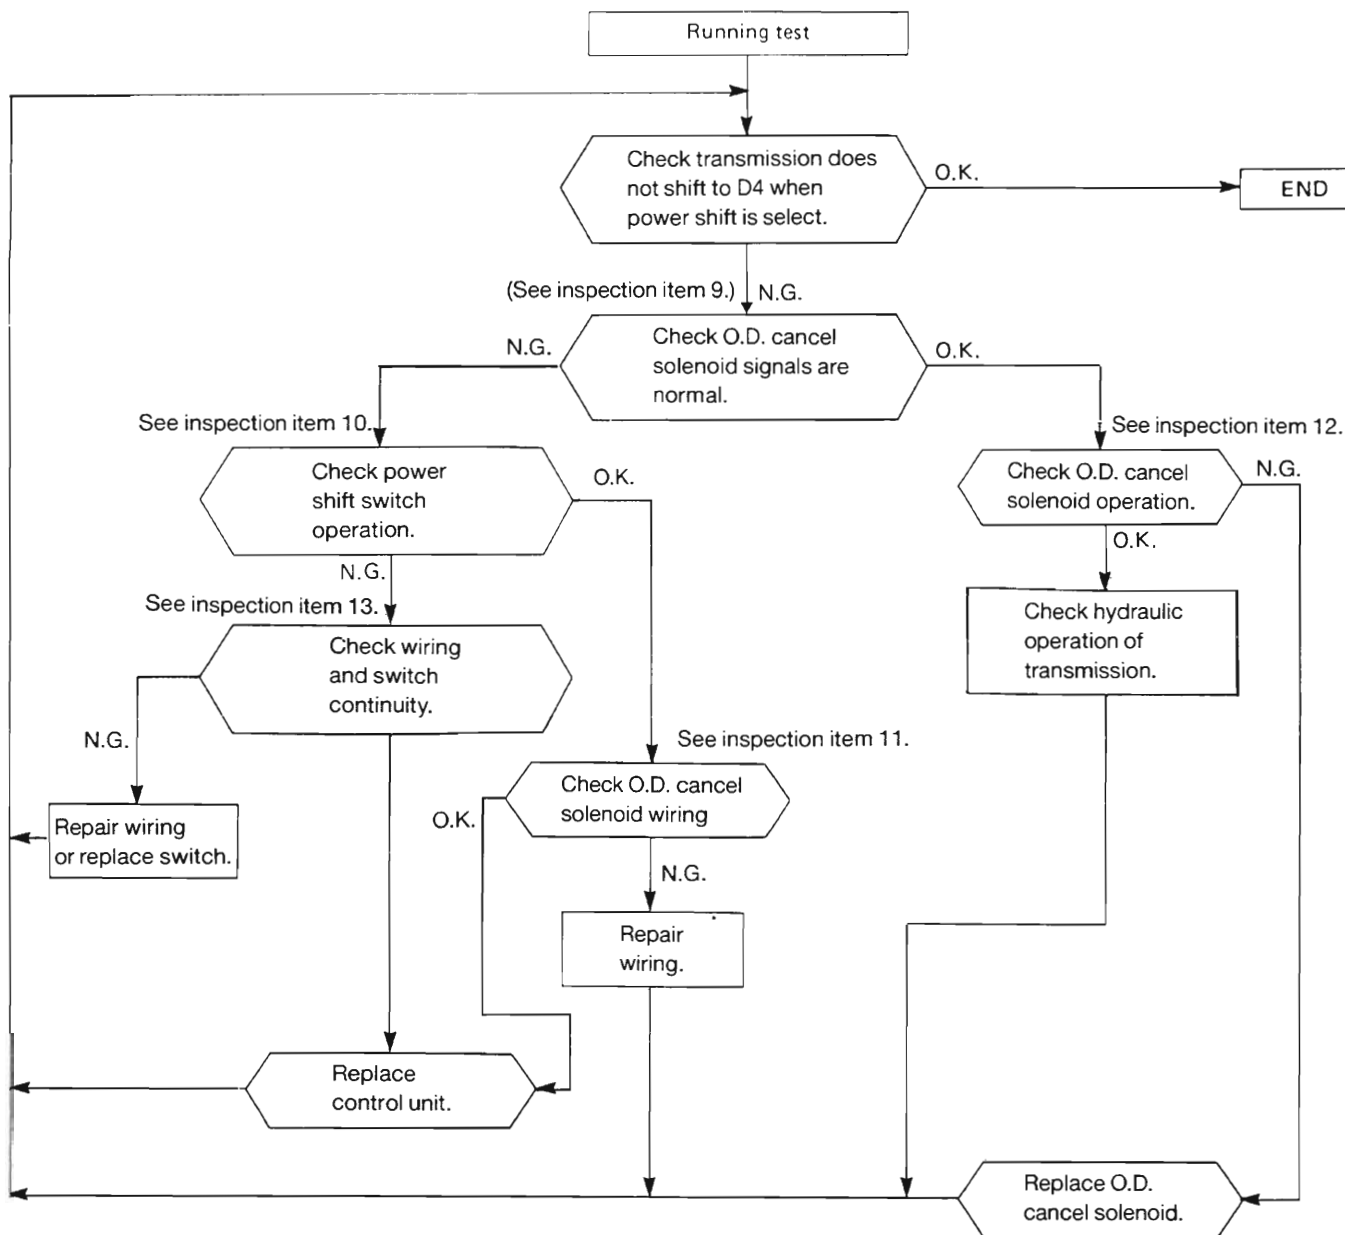 Running test
Check transmission does
not shift to D4 when
power shift is select.
O.K.
END
(See inspection item 9.)
N.G.
Check O.D. cancel
solenoid signals are
normal.
N.G.
O.K.
See inspection item 10.
See inspection item 12.
Check power
shift switch
operation.
O.K.
Check O.D. cancel
solenoid operation.
N.G.
N.G.
O.K.
See inspection item 13.
Check wiring
and switch
continuity.
Check hydraulic
operation of
transmission.
N.G.
See inspection item 11.
Check O.D. cancel
solenoid wiring
O.K.
Repair wiring
or replace switch.
N.G.
Repair
wiring.
Replace
control unit.
Replace O.D.
cancel solenoid.